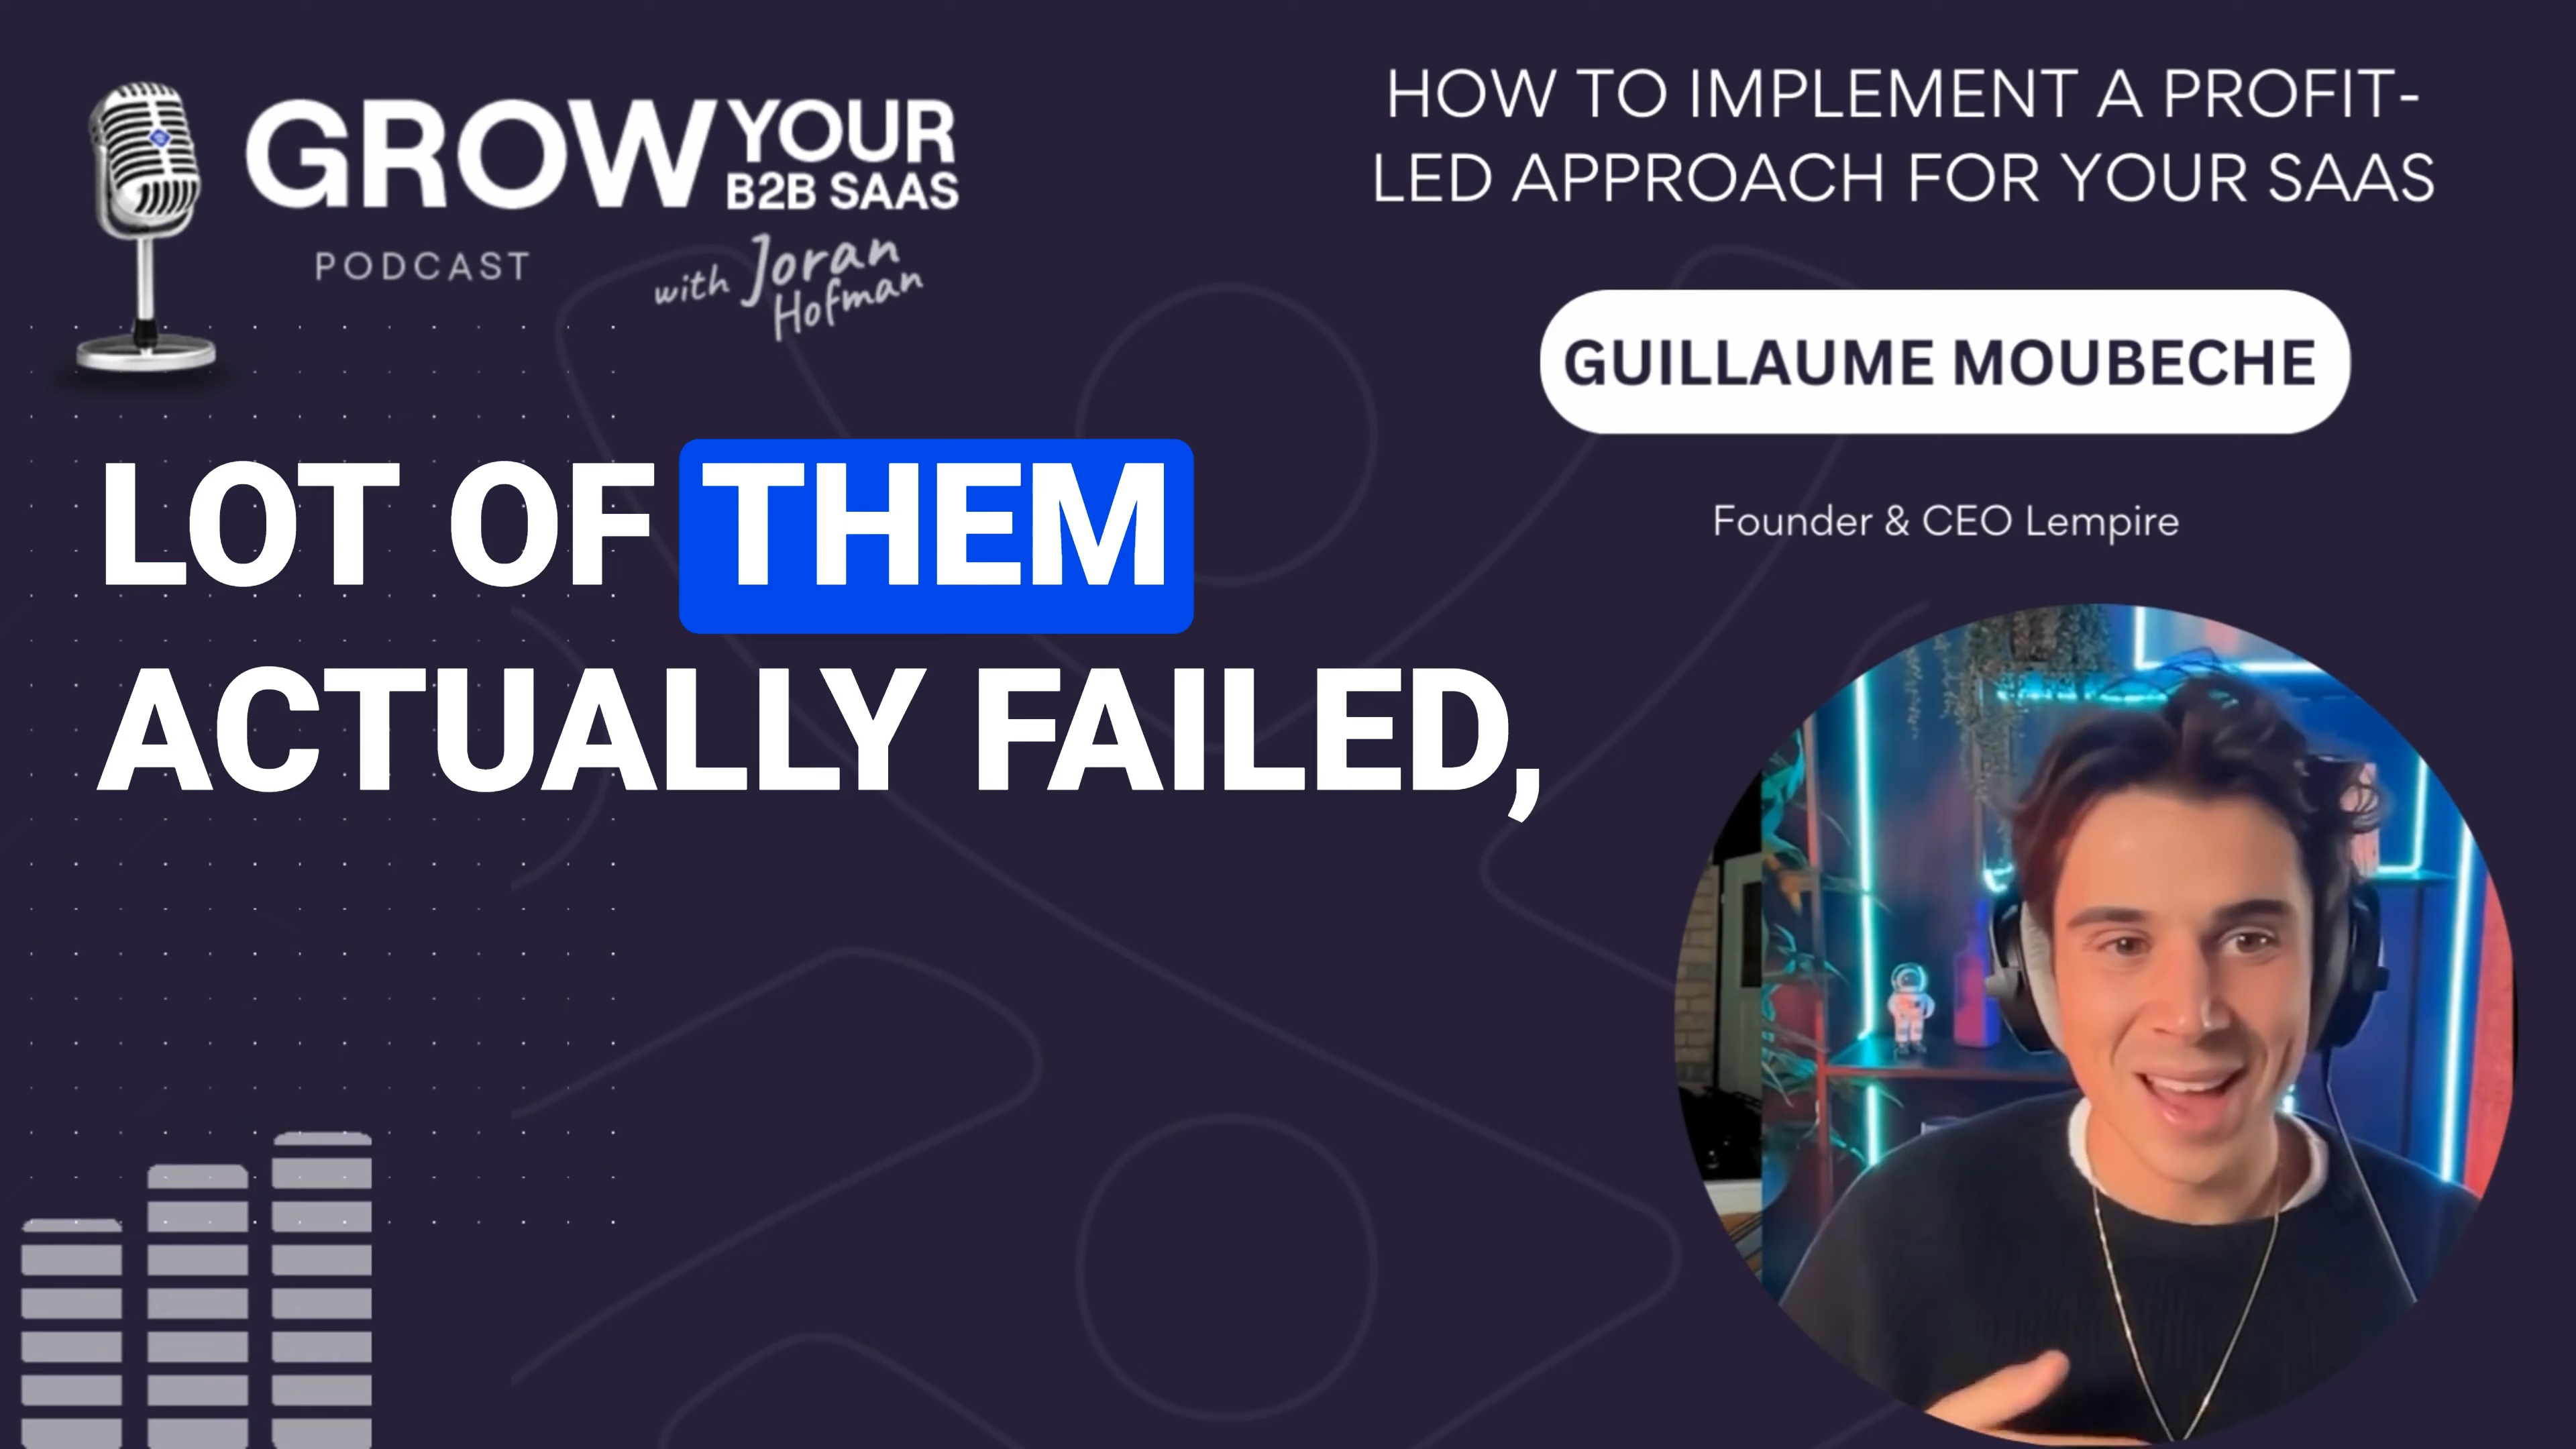 GROW YOUR
B2B SAAS
PODCAST
with Joran
Hofman
HOW TO IMPLEMENT A PROFIT-
LED APPROACH FOR YOUR SAAS
GUILLAUME MOUBECHE
Founder & CEO Lempire
LOT OF THEM
ACTUALLY FAILED,